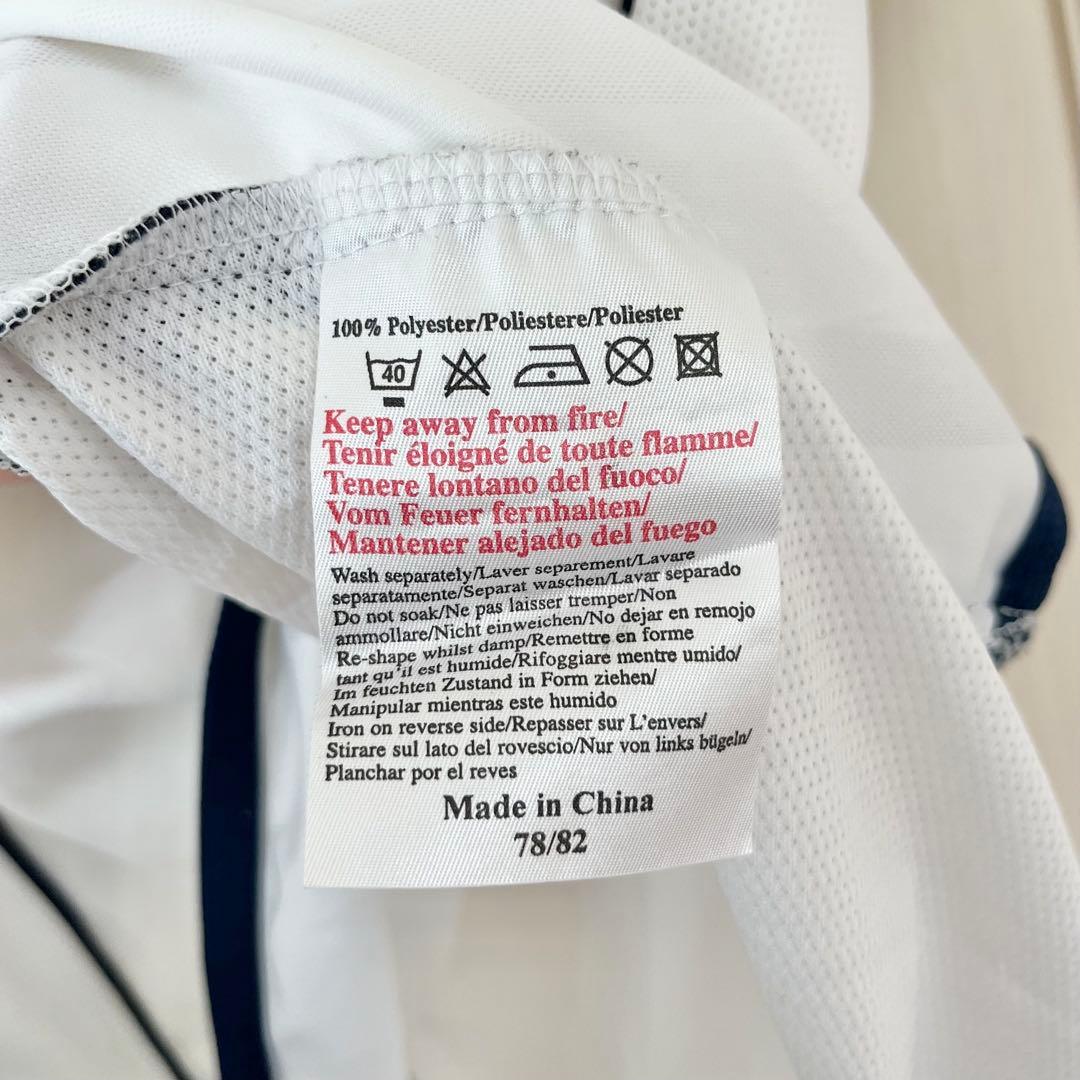 100% Polyester/Poliestere/Poliester
40
Keep away from fire/
Tenir éloigné de toute flamme/
Tenere lontano del fuoco/
Vom Feuer fernhalten/
Mantener alejado del fuego
Wash separately/Laver separement/Lavare
separatamente/Separat waschen/Lavar separado
Do not soak/Ne pas laisser tremper/Non
ammollare/Nicht einweichen/No dejar en remojo
Re-shape whilst damp/Remettre en forme
tant qu'il est humide/Rifoggiare mentre umido/
Im feuchten Zustand in Form ziehen/
Manipular mientras este humido
Iron on reverse side/Repasser sur L'envers/
Stirare sul lato del rovescio/Nur von links bügeln/
Planchar por el reves
Made in China
78/82